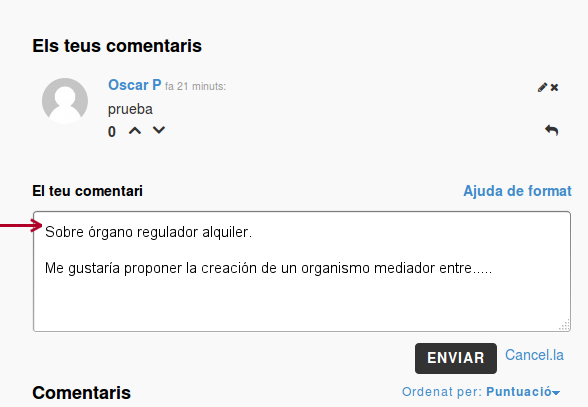 Els teus comentaris
Oscar P fa 21 minuts:
prueba
0
El teu comentari Ajuda de format
Sobre órgano regulador alquiler.
Me gustaría proponer la creación de un organismo mediador entre.....
ENVIAR Cancel.la
Comentaris Ordenat per: Puntuació